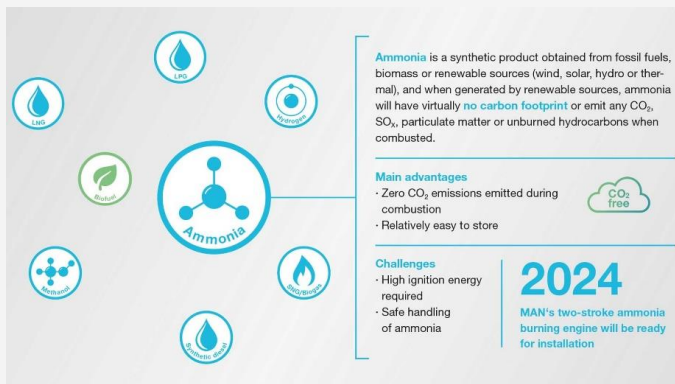 LPG
LNG
Hydrogen
Biofuel
Ammonia
Methanol
SNG/Biogas
Synthetic diesel
Ammonia is a synthetic product obtained from fossil fuels,
biomass or renewable sources (wind, solar, hydro or ther-
mal), and when generated by renewable sources, ammonia
will have virtually no carbon footprint or emit any CO₂,
SOₓ, particulate matter or unburned hydrocarbons when
combusted.
Main advantages
· Zero CO₂ emissions emitted during
combustion
· Relatively easy to store
CO₂
free
Challenges
· High ignition energy
required
· Safe handling
of ammonia
2024
MAN's two-stroke ammonia
burning engine will be ready
for installation